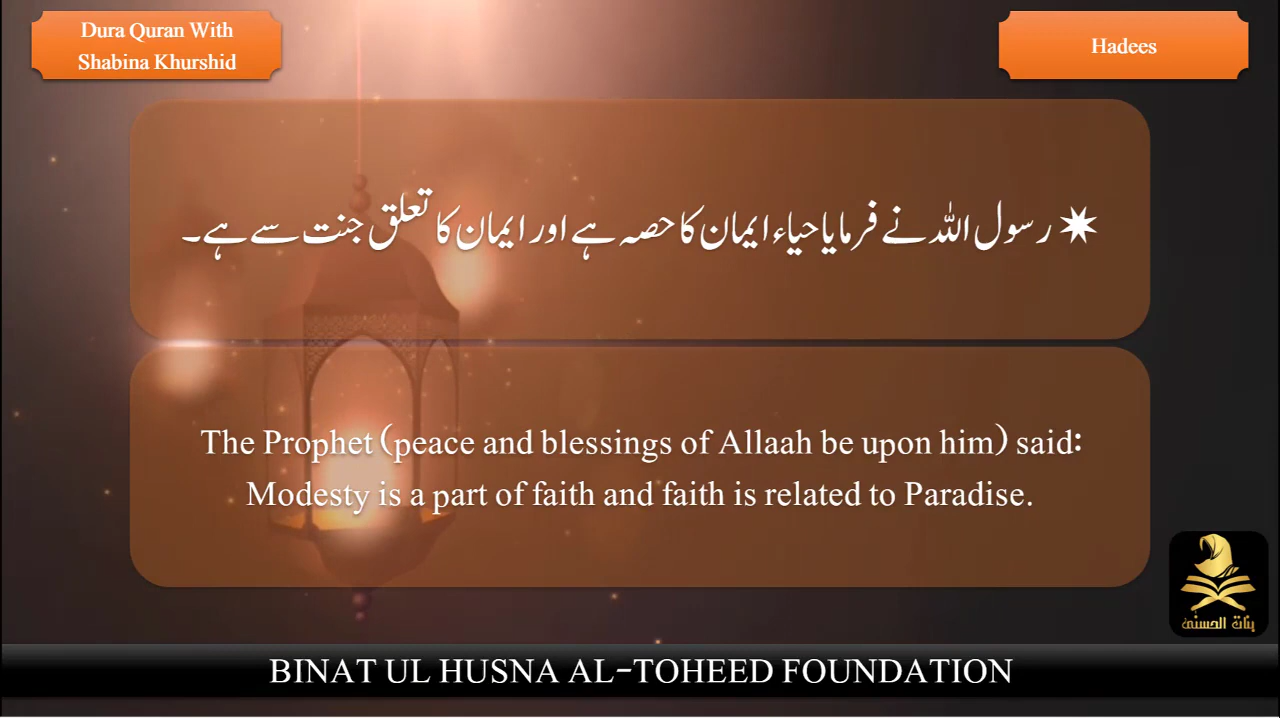 Dura Quran With
Shabina Khurshid
Hadees
رسول اللہ نے فرمایا حیاء ایمان کا حصہ ہے اور ایمان کا تعلق جنت سے ہے۔
The Prophet (peace and blessings of Allaah be upon him) said:
Modesty is a part of faith and faith is related to Paradise.
بنات الحسنیٰ
BINAT UL HUSNA AL-TOHEED FOUNDATION